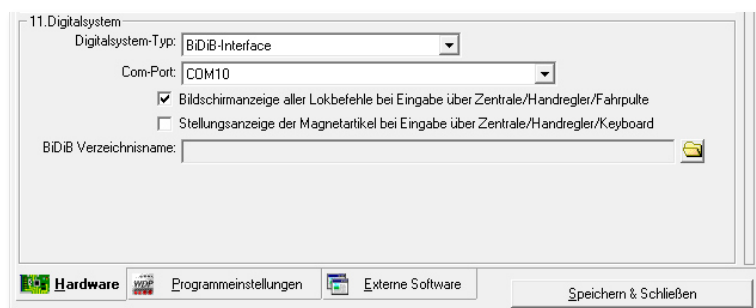 11.Digitalsystem
Digitalsystem-Typ: BiDiB-Interface
Com-Port: COM10
Bildschirmanzeige aller Lokbefehle bei Eingabe über Zentrale/Handregler/Fahrpulte
Stellungsanzeige der Magnetartikel bei Eingabe über Zentrale/Handregler/Keyboard
BiDiB Verzeichnisname:
Hardware WDP Programmeinstellungen Externe Software
Speichern & Schließen